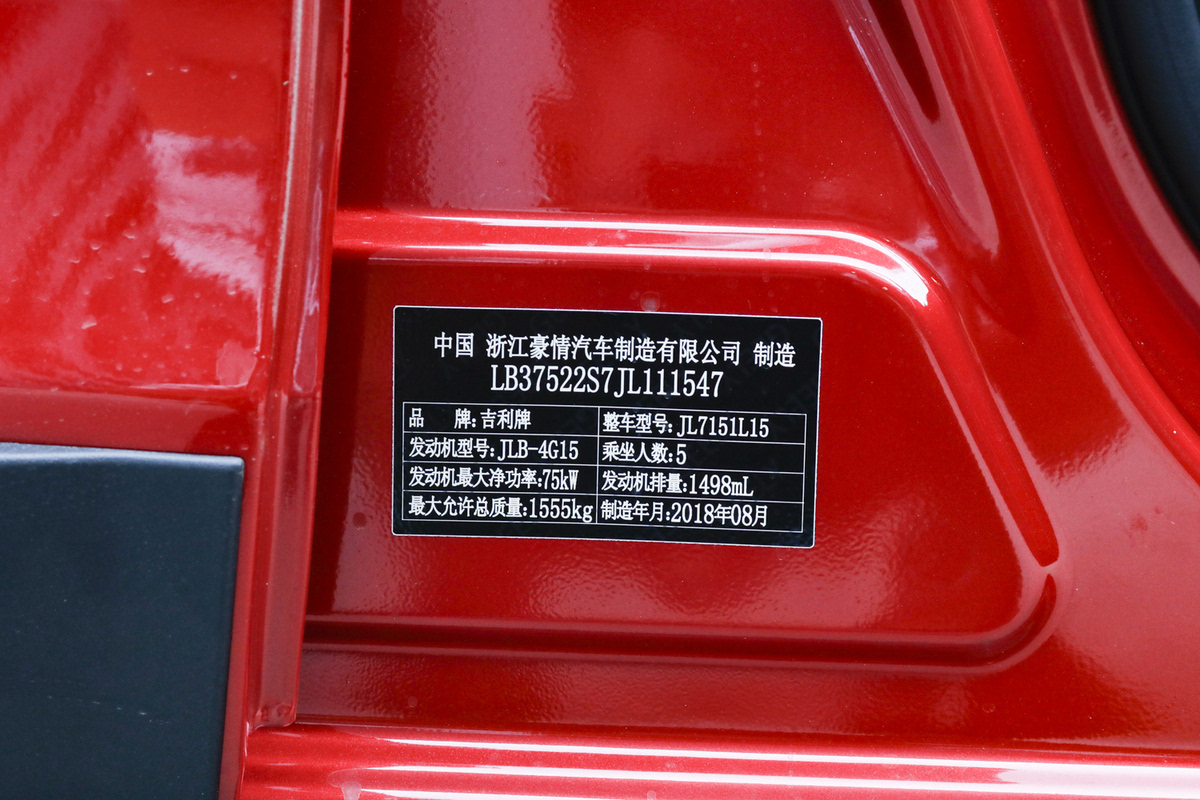 中国 浙江豪情汽车制造有限公司 制造
LB37522S7JL111547
品 牌:吉利牌 整车型号:JL7151L15
发动机型号:JLB-4G15 乘坐人数:5
发动机最大净功率:75kW 发动机排量:1498mL
最大允许总质量:1555kg 制造年月:2018年08月